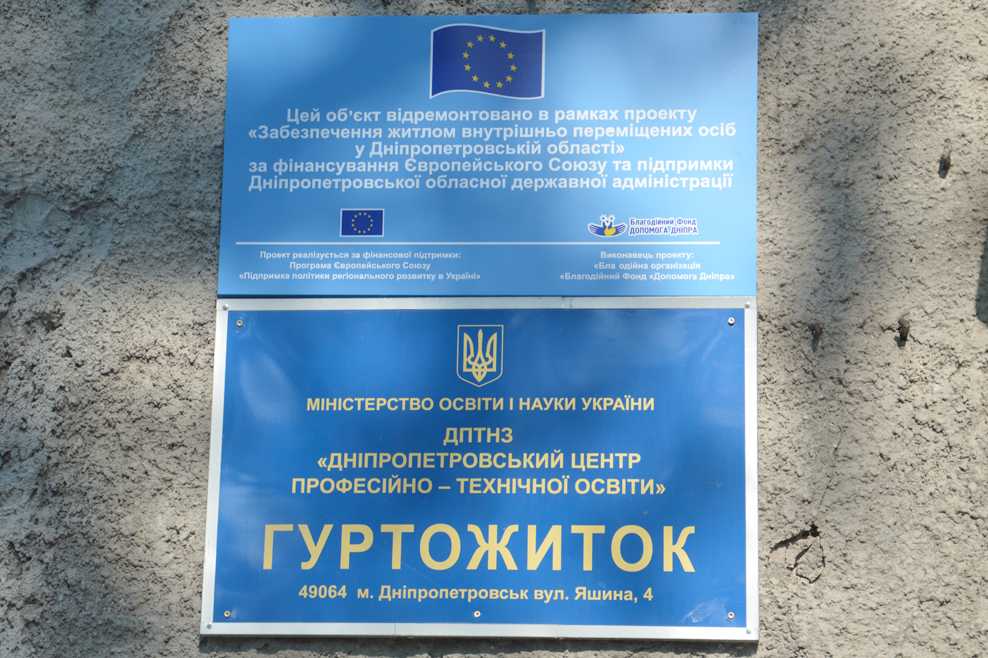 Цей об’єкт відремонтовано в рамках проекту
«Забезпечення житлом внутрішньо переміщених осіб
у Дніпропетровській області»
за фінансування Європейського Союзу та підтримки
Дніпропетровської обласної державної адміністрації
Благодійний Фонд
ДОПОМОГА ДНІПРА
Проект реалізується за фінансової підтримки:
Програма Європейського Союзу
«Підтримка політики регіонального розвитку в Україні»
Виконавець проекту:
«Бла одійна організація
«Благодійний Фонд «Допомога Дніпра»
МІНІСТЕРСТВО ОСВІТИ І НАУКИ УКРАЇНИ
ДПТНЗ
«ДНІПРОПЕТРОВСЬКИЙ ЦЕНТР
ПРОФЕСІЙНО – ТЕХНІЧНОЇ ОСВІТИ»
ГУРТОЖИТОК
49064 м. Дніпропетровськ вул. Яшина, 4